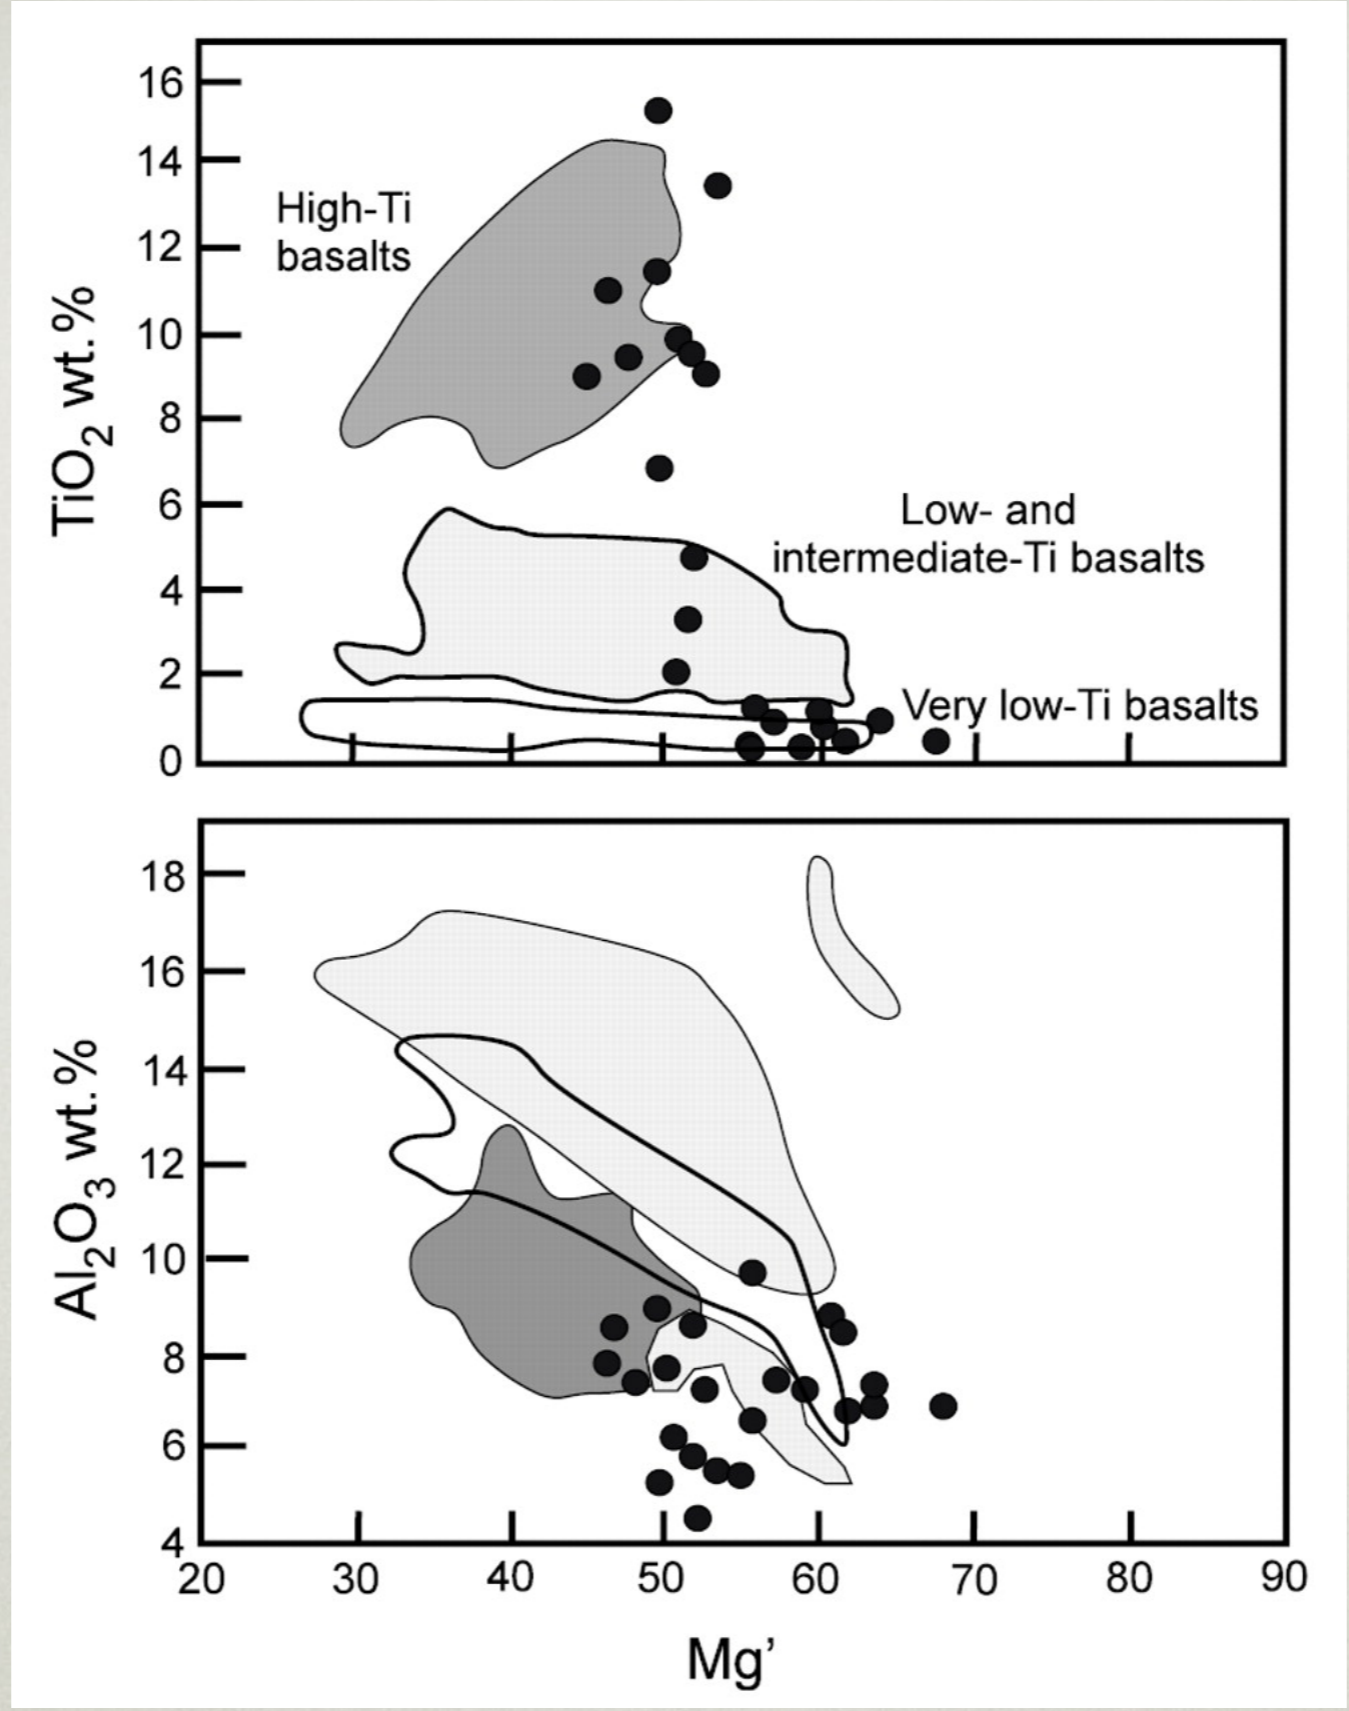 16
14
High-Ti
basalts
12
10
8
6
4
2
0
TiO2 wt.%
Low- and
intermediate-Ti basalts
Very low-Ti basalts
18
16
14
12
10
8
6
4
Al2O3 wt.%
20 30 40 50 60 70 80 90
Mg’